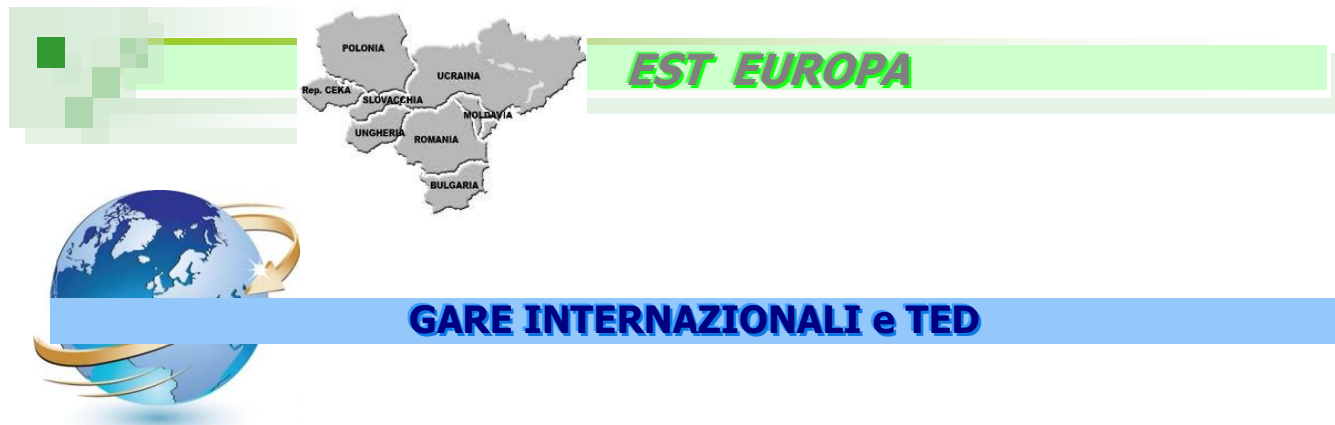 POLONIA
EST EUROPA
UCRAINA
Rep. CEKA
SLOVACCHIA
MOLDAVIA
UNGHERIA
ROMANIA
BULGARIA
GARE INTERNAZIONALI e TED